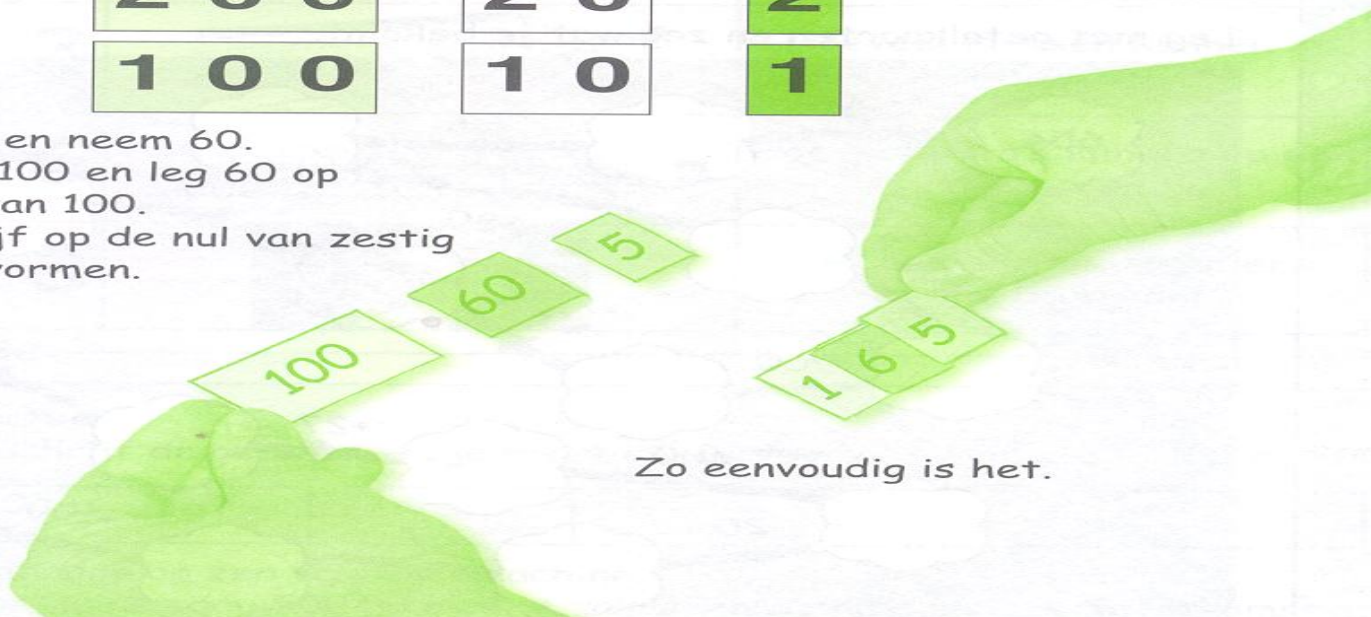 2 0 0 2 0 2
1 0 0 1 0 1
en neem 60.
100 en leg 60 op
an 100.
jf op de nul van zestig
vormen.
100
60
5
1 6 5
Zo eenvoudig is het.